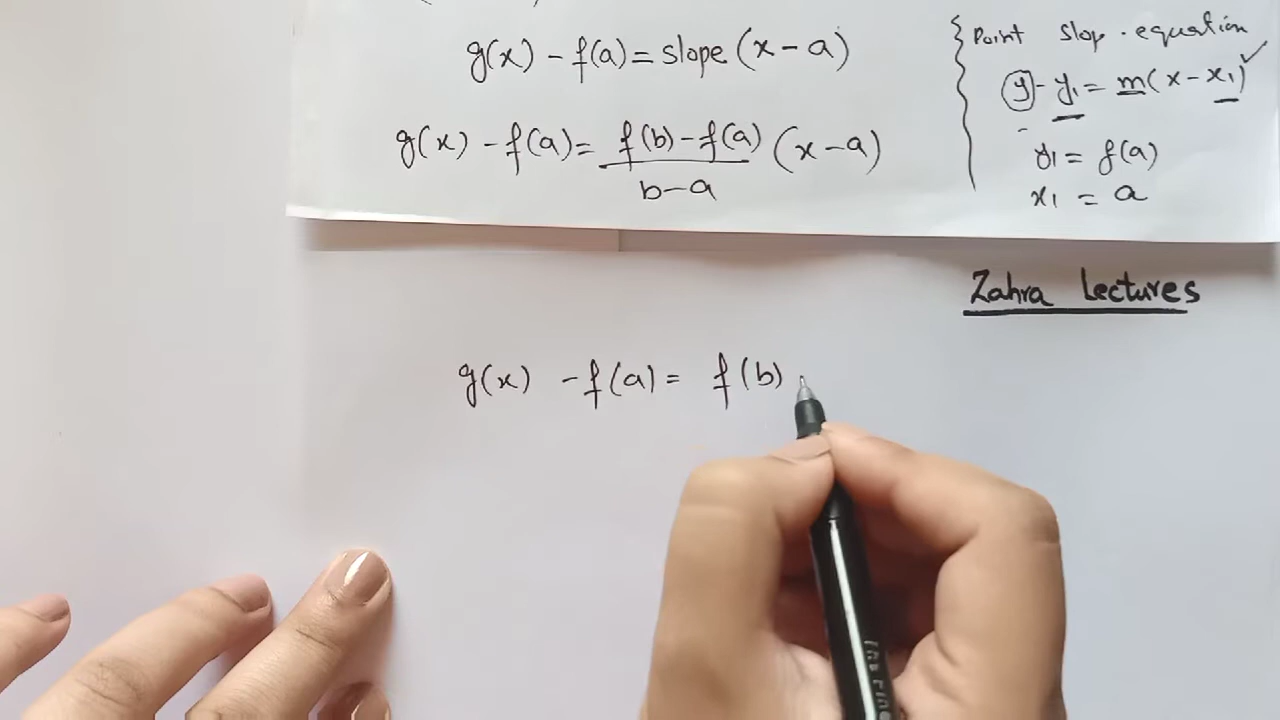 g(x) - f(a) = slope (x - a)
g(x) - f(a) = f(b) - f(a) / b - a (x - a)
{ Point Slop. equation
y - y₁ = m(x - x₁) ✓
y₁ = f(a)
x₁ = a
Zahra Lectures
g(x) - f(a) = f(b)